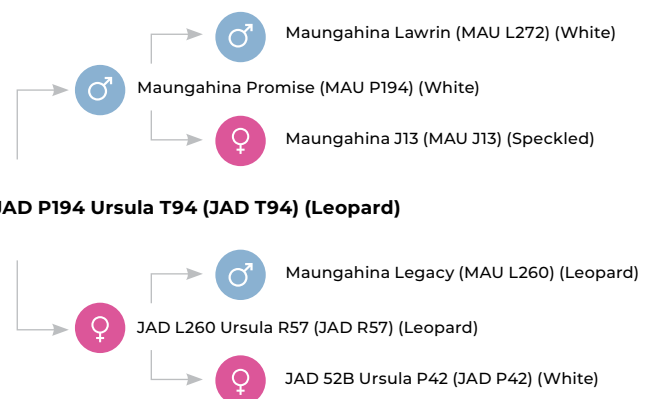 Maungahina Lawrin (MAU L272) (White)
Maungahina Promise (MAU P194) (White)
Maungahina J13 (MAU J13) (Speckled)
JAD P194 Ursula T94 (JAD T94) (Leopard)
Maungahina Legacy (MAU L260) (Leopard)
JAD L260 Ursula R57 (JAD R57) (Leopard)
JAD 52B Ursula P42 (JAD P42) (White)